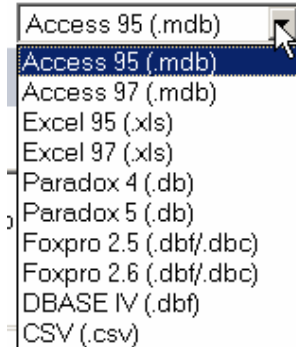 Access 95 (.mdb)
Access 95 (.mdb)
Access 97 (.mdb)
Excel 95 (.xls)
Excel 97 (.xls)
Paradox 4 (.db)
Paradox 5 (.db)
Foxpro 2.5 (.dbf/.dbc)
Foxpro 2.6 (.dbf/.dbc)
DBASE IV (.dbf)
CSV (.csv)